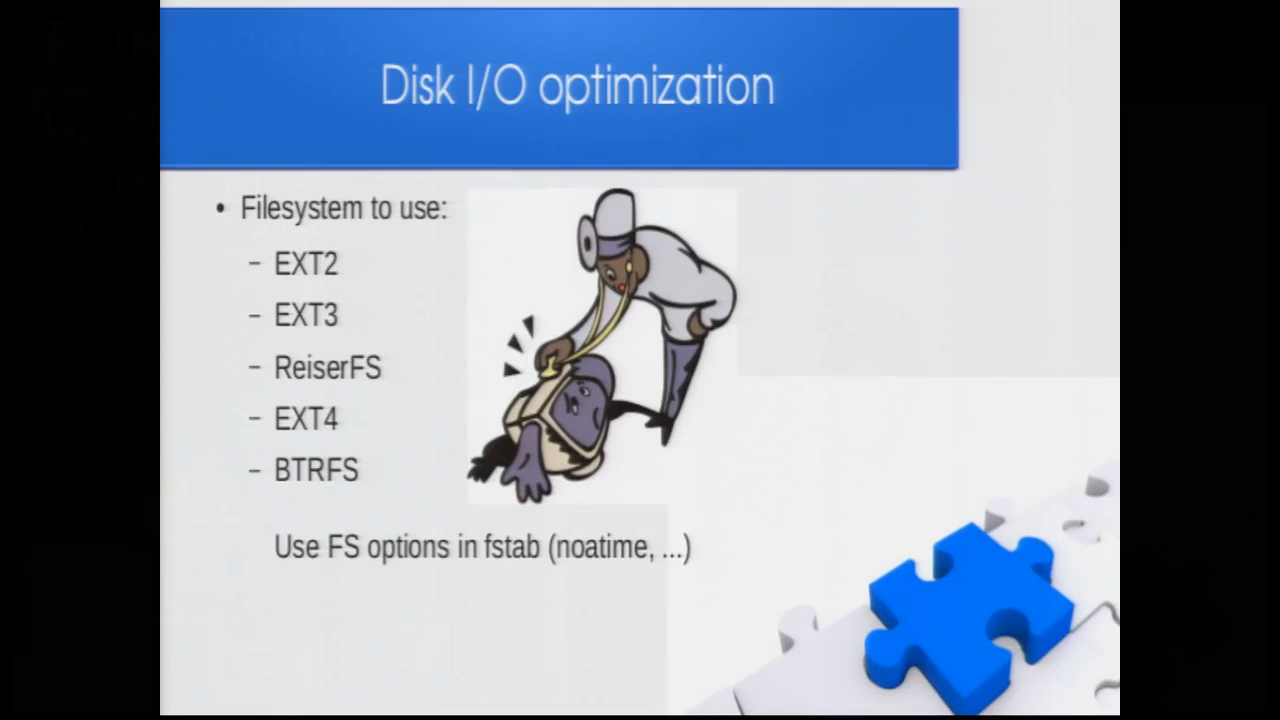 Disk I/O optimization
• Filesystem to use:
– EXT2
– EXT3
– ReiserFS
– EXT4
– BTRFS
Use FS options in fstab (noatime, ...)